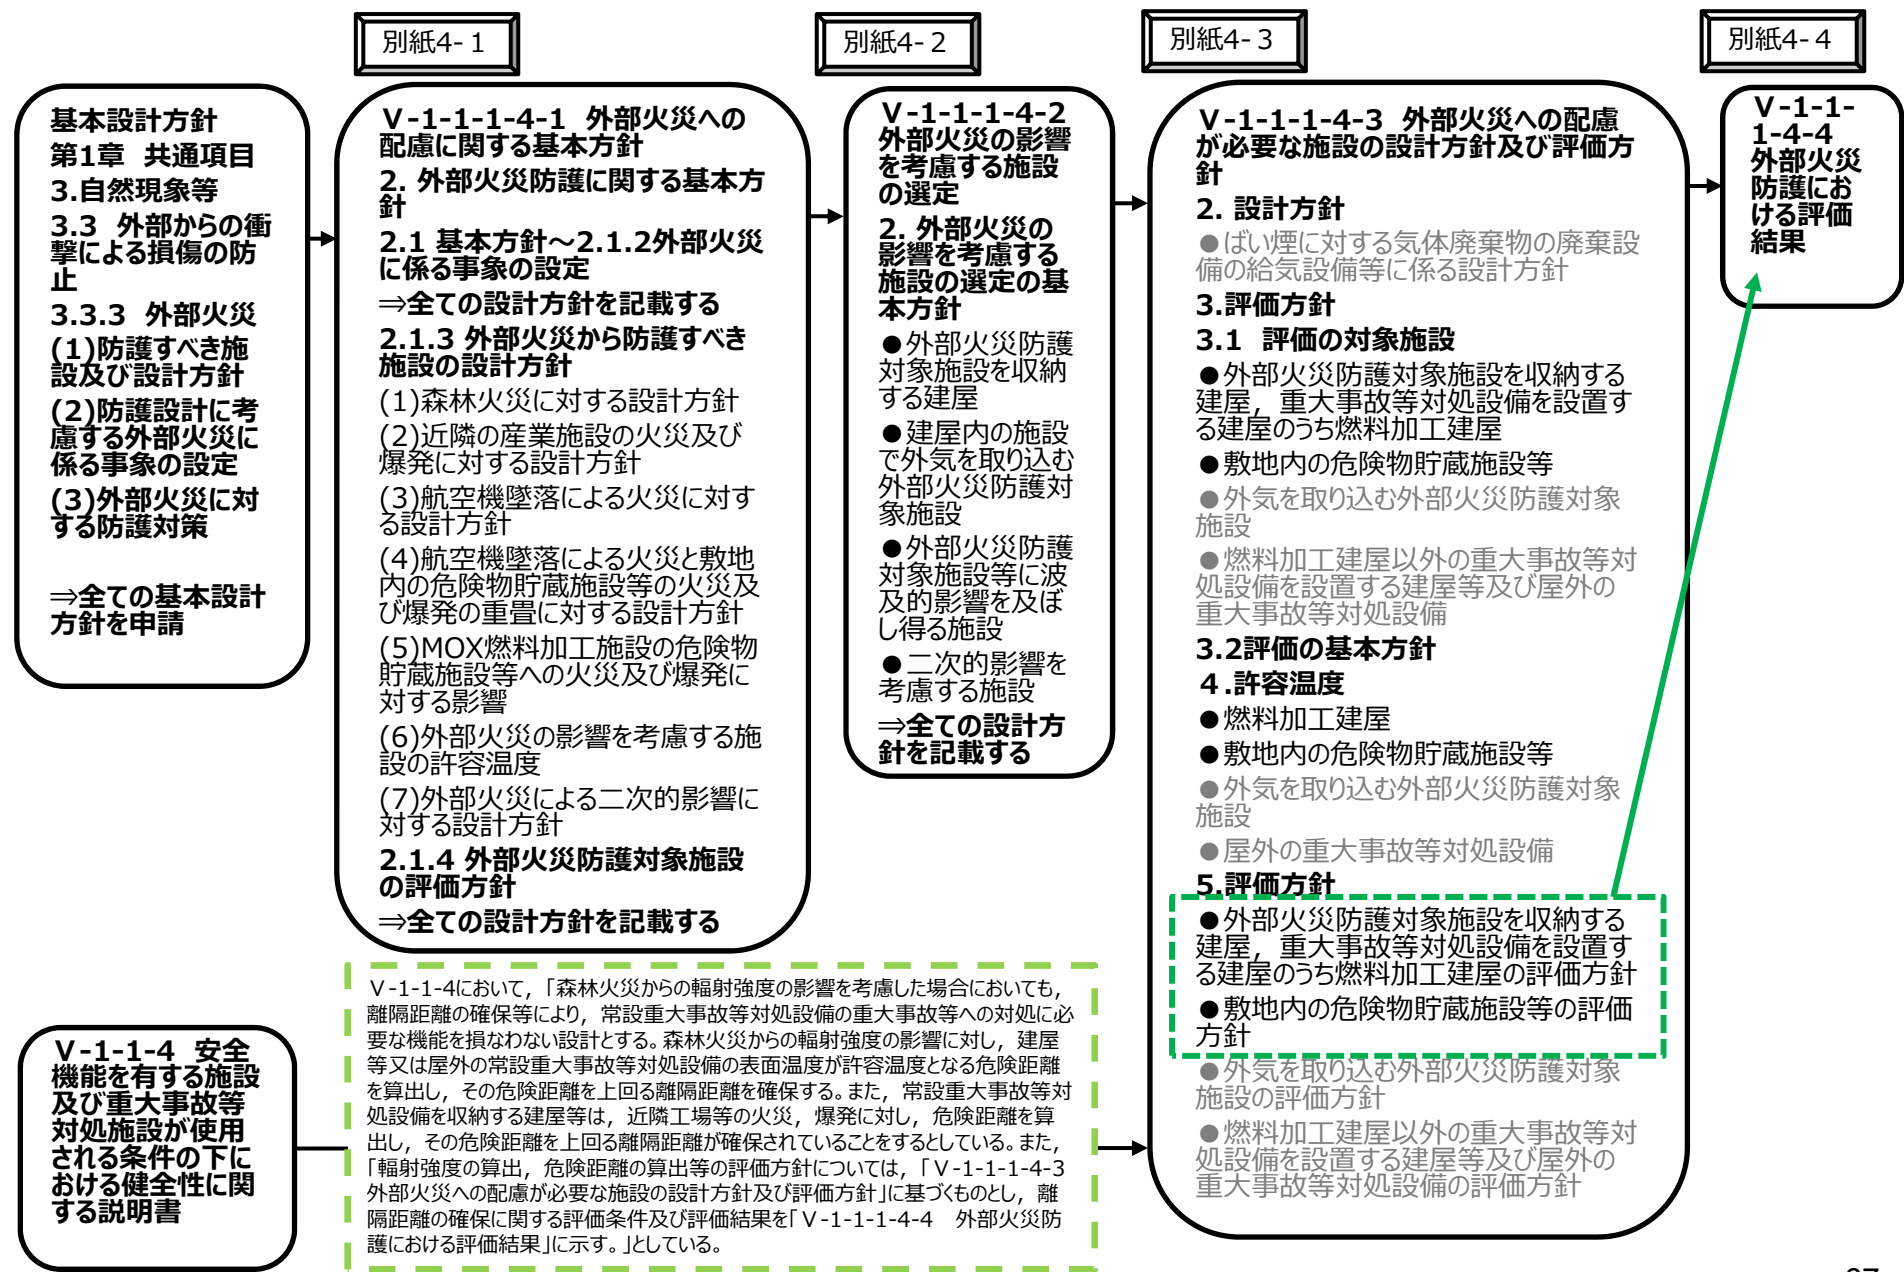 別紙4-１
別紙4-２
別紙4-３
別紙4-４
基本設計方針
第1章 共通項目
3.自然現象等
3.3 外部からの衝
撃による損傷の防
止
3.3.3 外部火災
(1)防護すべき施
設及び設計方針
(2)防護設計に考
慮する外部火災に
係る事象の設定
(3)外部火災に対
する防護対策
⇒全ての基本設計
方針を申請
Ⅴ-1-1-1-4-1 外部火災への
配慮に関する基本方針
2. 外部火災防護に関する基本方
針
2.1 基本方針～2.1.2外部火災
に係る事象の設定
⇒全ての設計方針を記載する
2.1.3 外部火災から防護すべき
施設の設計方針
(1)森林火災に対する設計方針
(2)近隣の産業施設の火災及び
爆発に対する設計方針
(3)航空機墜落による火災に対す
る設計方針
(4)航空機墜落による火災と敷地
内の危険物貯蔵施設等の火災及
び爆発の重畳に対する設計方針
(5)MOX燃料加工施設の危険物
貯蔵施設等への火災及び爆発に
対する影響
(6)外部火災の影響を考慮する施
設の許容温度
(7)外部火災による二次的影響に
対する設計方針
2.1.4 外部火災防護対象施設
の評価方針
⇒全ての設計方針を記載する
Ⅴ-1-1-1-4-2
外部火災の影響
を考慮する施設
の選定
2. 外部火災の
影響を考慮する
施設の選定の基
本方針
●外部火災防護
対象施設を収納
する建屋
●建屋内の施設
で外気を取り込む
外部火災防護対
象施設
●外部火災防護
対象施設等に波
及的影響を及ぼ
し得る施設
●二次的影響を
考慮する施設
⇒全ての設計方
針を記載する
Ⅴ-1-1-1-4-3 外部火災への配慮
が必要な施設の設計方針及び評価方
針
2. 設計方針
●ばい煙に対する気体廃棄物の廃棄設
備の給気設備等に係る設計方針
3.評価方針
3.1 評価の対象施設
●外部火災防護対象施設を収納する
建屋，重大事故等対処設備を設置す
る建屋のうち燃料加工建屋
●敷地内の危険物貯蔵施設等
●外気を取り込む外部火災防護対象
施設
●燃料加工建屋以外の重大事故等対
処設備を設置する建屋等及び屋外の
重大事故等対処設備
3.2評価の基本方針
４.許容温度
●燃料加工建屋
●敷地内の危険物貯蔵施設等
●外気を取り込む外部火災防護対象
施設
●屋外の重大事故等対処設備
5.評価方針
●外部火災防護対象施設を収納する
建屋，重大事故等対処設備を設置す
る建屋のうち燃料加工建屋の評価方針
●敷地内の危険物貯蔵施設等の評価
方針
●外気を取り込む外部火災防護対象
施設の評価方針
●燃料加工建屋以外の重大事故等対
処設備を設置する建屋等及び屋外の
重大事故等対処設備の評価方針
Ⅴ-1-1-
1-4-4
外部火災
防護にお
ける評価
結果
Ⅴ-1-1-4 安全
機能を有する施設
及び重大事故等
対処施設が使用
される条件の下に
おける健全性に関
する説明書
Ⅴ-1-1-4において，「森林火災からの輻射強度の影響を考慮した場合においても，
離隔距離の確保等により，常設重大事故等対処設備の重大事故等への対処に必
要な機能を損なわない設計とする。森林火災からの輻射強度の影響に対し，建屋
等又は屋外の常設重大事故等対処設備の表面温度が許容温度となる危険距離
を算出し，その危険距離を上回る離隔距離を確保する。また，常設重大事故等対
処設備を収納する建屋等は，近隣工場等の火災，爆発に対し，危険距離を算
出し，その危険距離を上回る離隔距離が確保されていることをするとしている。また，
「輻射強度の算出，危険距離の算出等の評価方針については，「Ⅴ-1-1-1-4-3
外部火災への配慮が必要な施設の設計方針及び評価方針」に基づくものとし，離
隔距離の確保に関する評価条件及び評価結果を「Ⅴ-1-1-1-4-4 外部火災防
護における評価結果」に示す。」としている。